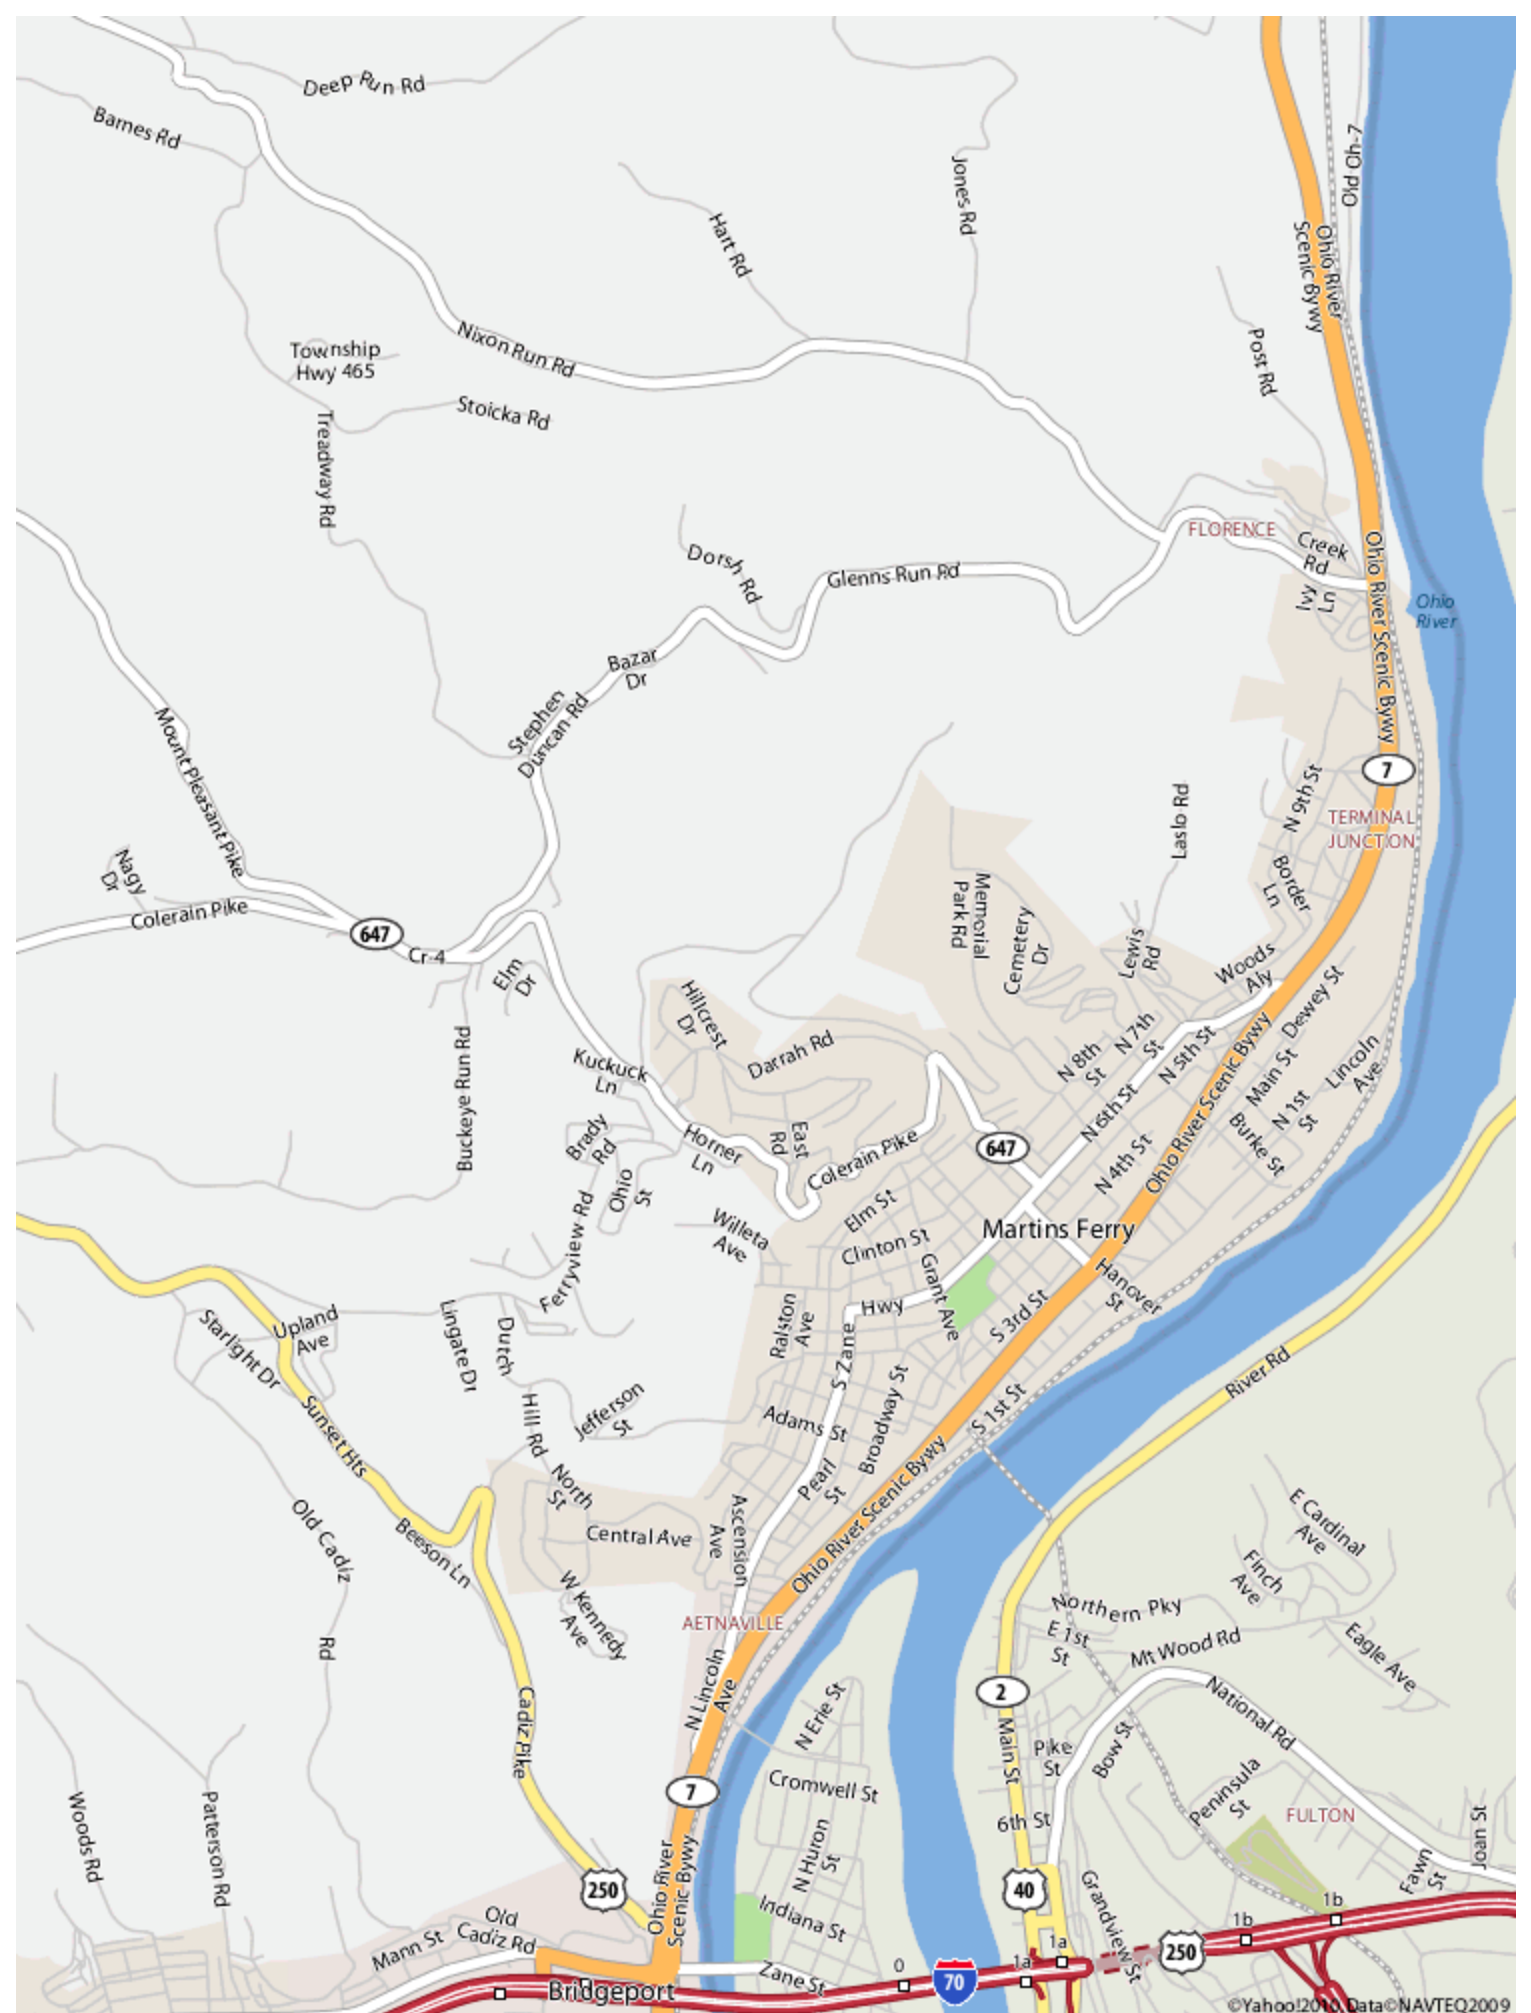 Deep Run Rd
Barnes Rd
Old Oh-7
Jones Rd
Hart Rd
Ohio River
Scenic Bywy
Nixon Run Rd
Township
Hwy 465
Post Rd
Stoicka Rd
Treadway Rd
FLORENCE
Creek
Rd
Ivy
Ln
Ohio River Scenic Bywy
Ohio
River
Dorsh Rd
Glenns Run Rd
Bazar
Dr
Stephen
Duncan Rd
Mount Pleasant Pike
7
N 9th St
TERMINAL
JUNCTION
Laslo Rd
Nagy
Dr
Border
Ln
Colerain Pike
647
Cr-4
Elm
Dr
Memorial
Park Rd
Cemetery
Dr
Lewis
Rd
Woods
Aly
Dewey St
Hillcrest
Dr
Darrah Rd
Kuckuck
Ln
N 8th
St
N 7th
St
N 5th St
Main St
Lincoln
Ave
Buckeye Run Rd
N 6th St
Ohio River Scenic Bywy
N 1st
St
Burke St
Brady
Rd
Horner
Ln
East
Rd
Colerain Pike
647
N 4th St
Ohio
St
Ferryview Rd
Elm St
Willeta
Ave
Clinton St
Martins Ferry
Grant Ave
Hanover
St
Hwy
S 3rd St
Upland
Ave
Starlight Dr
Lingate Dr
Dutch
Hill Rd
Ralston
Ave
S Zane
River Rd
Jefferson
St
Sunset Hts
Adams St
Broadway St
S 1st St
Pearl
St
North
St
Old Cadiz
Rd
Beeson Ln
Central Ave
Ascension
Ave
Ohio River Scenic Bywy
E Cardinal
Ave
Finch
Ave
W Kennedy
Ave
AETNAVILLE
Northern Pky
E 1st
St
Mt Wood Rd
Eagle Ave
N Lincoln
Ave
2
N Erie St
National Rd
Cadiz Pike
Main St
Pike
St
Bow St
7
Cromwell St
Peninsula
St
FULTON
6th St
Woods Rd
Patterson Rd
N Huron
St
Joan St
Fawn
St
250
Ohio River
Scenic Bywy
40
Grandview St
Indiana St
1b
1b
Old
Cadiz Rd
Mann St
250
1a
1a
0
70
Zane St
Bridgeport
©Yahoo!2010, Data©NAVTEQ2009